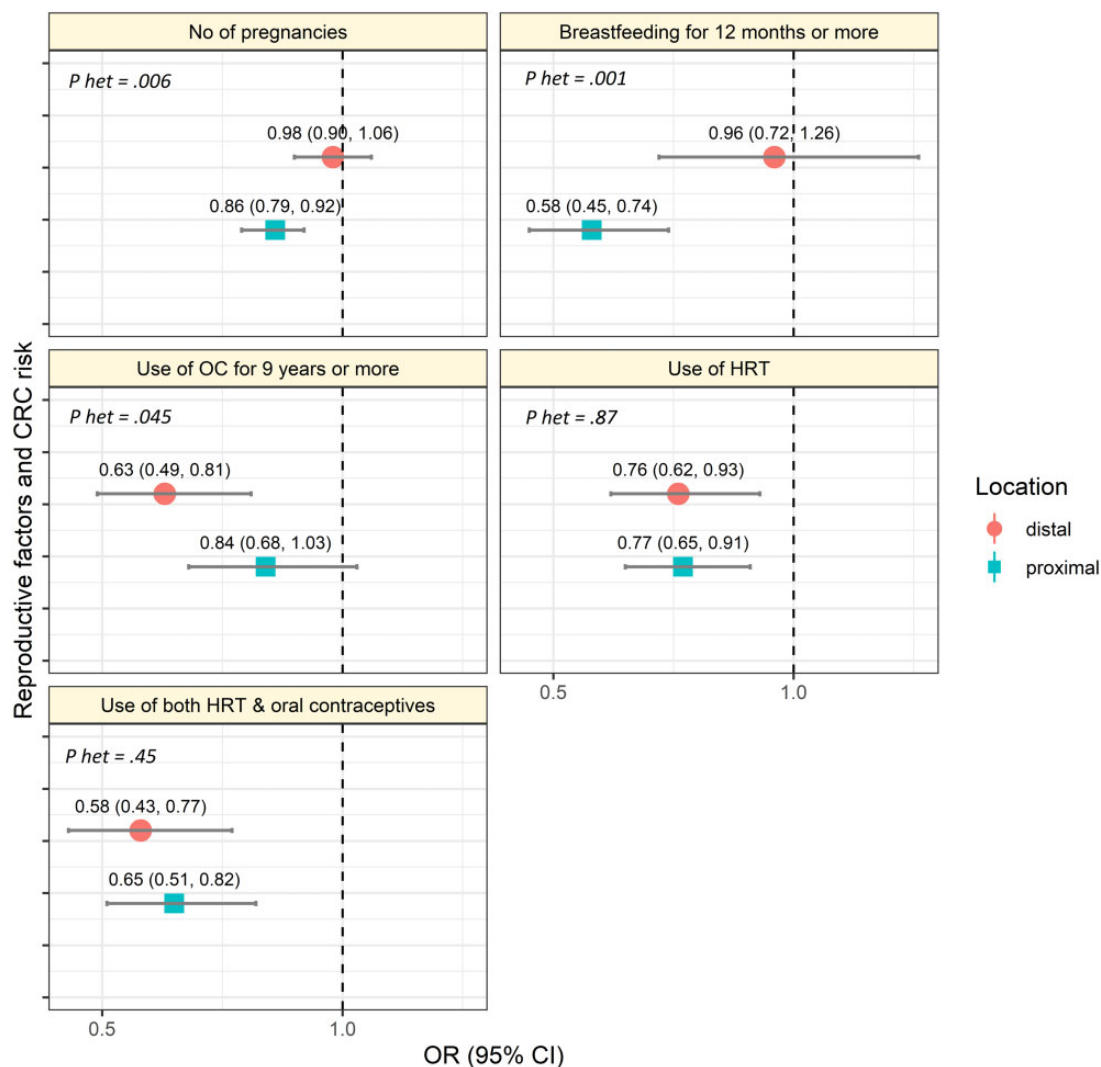 No of pregnancies
P het = .006
0.98 (0.90, 1.06)
0.86 (0.79, 0.92)
Breastfeeding for 12 months or more
P het = .001
0.96 (0.72, 1.26)
0.58 (0.45, 0.74)
Use of OC for 9 years or more
P het = .045
0.63 (0.49, 0.81)
0.84 (0.68, 1.03)
Use of HRT
P het = .87
0.76 (0.62, 0.93)
0.77 (0.65, 0.91)
0.5
1.0
Use of both HRT & oral contraceptives
P het = .45
0.58 (0.43, 0.77)
0.65 (0.51, 0.82)
0.5
1.0
OR (95% CI)
Reproductive factors and CRC risk
Location
distal
proximal